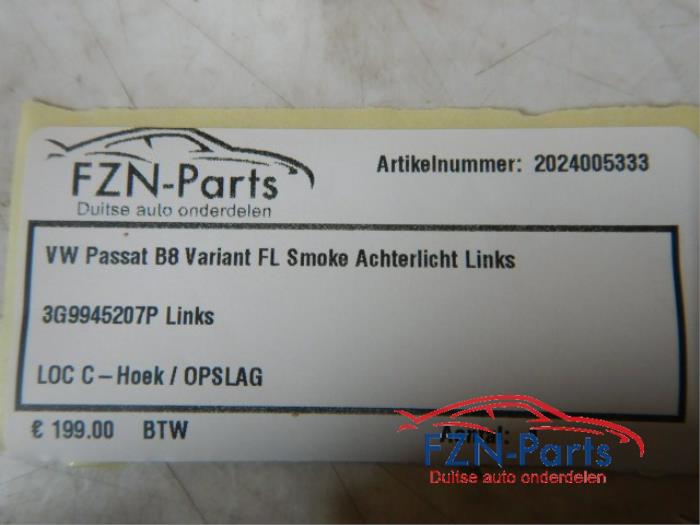 FZN-Parts
Duitse auto onderdelen
Artikelnummer: 2024005333
VW Passat B8 Variant FL Smoke Achterlicht Links
3G9945207P Links
LOC C-Hoek / OPSLAG
€ 199.00 BTW
Aantal:
FZN-Parts
Duitse auto onderdelen